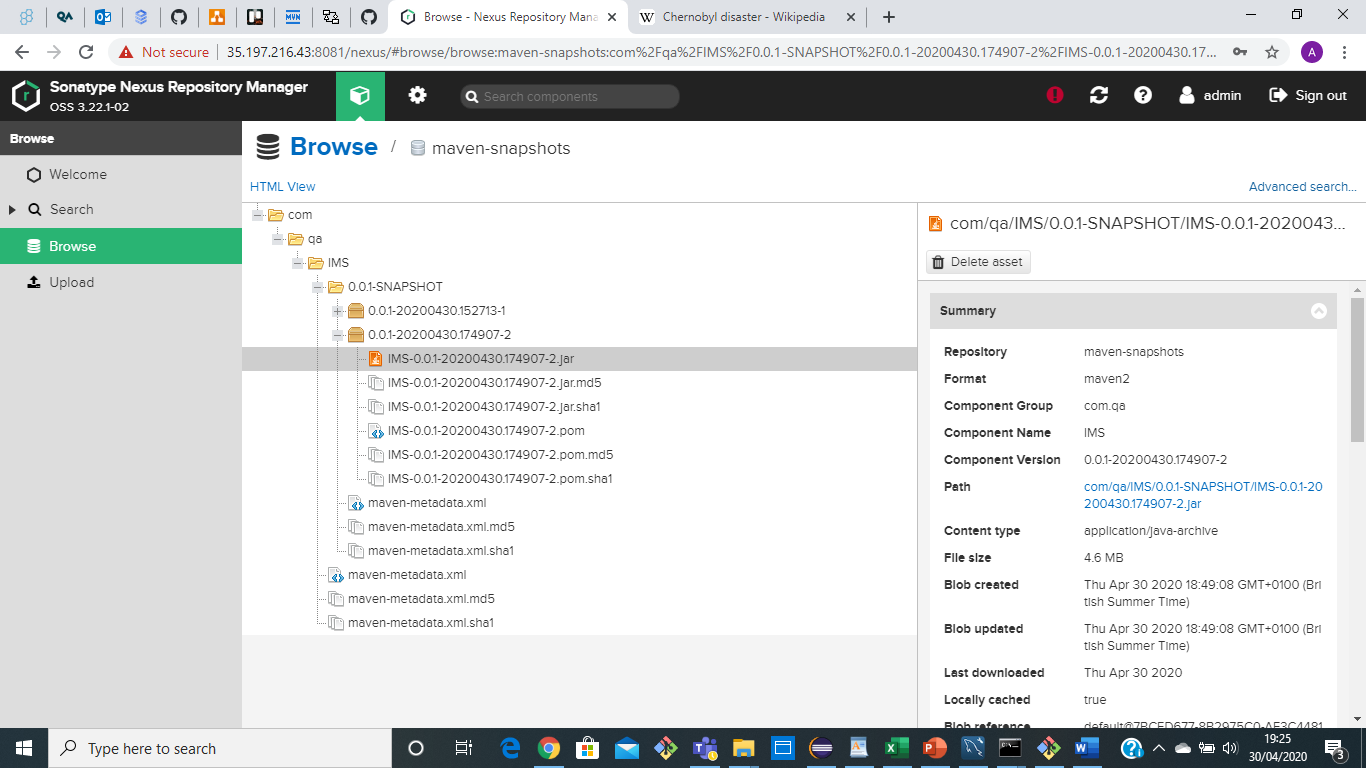 Browse - Nexus Repository Mana
Chernobyl disaster - Wikipedia
Not secure
35.197.216.43:8081/nexus/#browse/browse:maven-snapshots:com%2Fqa%2FIMS%2F0.0.1-SNAPSHOT%2F0.0.1-20200430.174907-2%2FIMS-0.0.1-20200430.17...
A
Sonatype Nexus Repository Manager
OSS 3.22.1-02
Search components
admin
Sign out
Browse
Welcome
Search
Browse
Upload
Browse / maven-snapshots
HTML View
Advanced search...
com
qa
IMS
0.0.1-SNAPSHOT
0.0.1-20200430.152713-1
0.0.1-20200430.174907-2
IMS-0.0.1-20200430.174907-2.jar
IMS-0.0.1-20200430.174907-2.jar.md5
IMS-0.0.1-20200430.174907-2.jar.sha1
IMS-0.0.1-20200430.174907-2.pom
IMS-0.0.1-20200430.174907-2.pom.md5
IMS-0.0.1-20200430.174907-2.pom.sha1
maven-metadata.xml
maven-metadata.xml.md5
maven-metadata.xml.sha1
maven-metadata.xml
maven-metadata.xml.md5
maven-metadata.xml.sha1
com/qa/IMS/0.0.1-SNAPSHOT/IMS-0.0.1-2020043...
Delete asset
Summary
Repository maven-snapshots
Format maven2
Component Group com.qa
Component Name IMS
Component Version 0.0.1-20200430.174907-2
Path com/qa/IMS/0.0.1-SNAPSHOT/IMS-0.0.1-20
200430.174907-2.jar
Content type application/java-archive
File size 4.6 MB
Blob created Thu Apr 30 2020 18:49:08 GMT+0100 (Bri
tish Summer Time)
Blob updated Thu Apr 30 2020 18:49:08 GMT+0100 (Bri
tish Summer Time)
Last downloaded Thu Apr 30 2020
Locally cached true
Blob reference default@7BCED677-8B2975C0-AF3C4481
Type here to search
19:25
30/04/2020
3